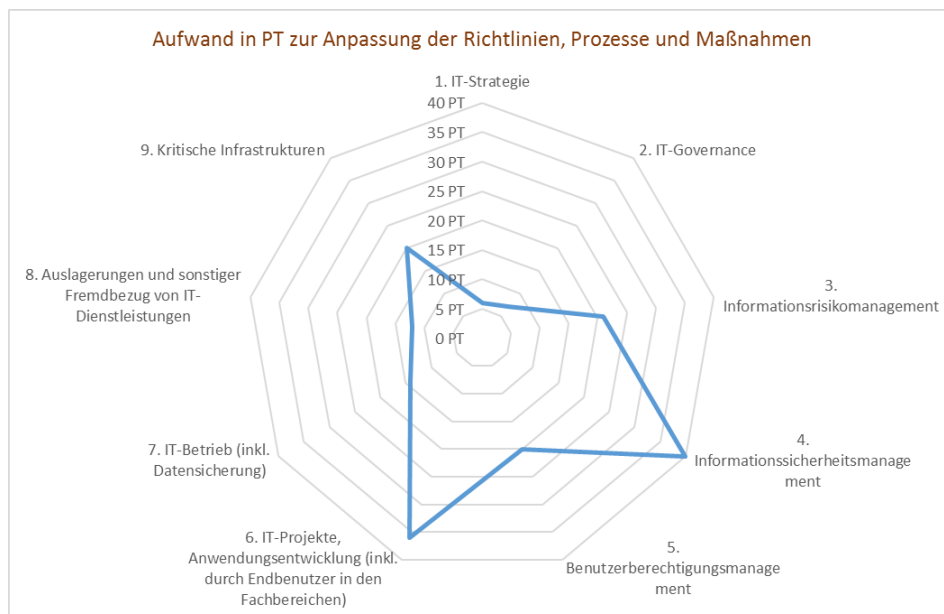 Aufwand in PT zur Anpassung der Richtlinien, Prozesse und Maßnahmen
1. IT-Strategie
40 PT
35 PT
30 PT
25 PT
20 PT
15 PT
10 PT
5 PT
0 PT
2. IT-Governance
3.
Informationsrisikomanagement
4.
Informationssicherheitsmanage
ment
5.
Benutzerberechtigungsmanage
ment
6. IT-Projekte,
Anwendungsentwicklung (inkl.
durch Endbenutzer in den
Fachbereichen)
7. IT-Betrieb (inkl.
Datensicherung)
8. Auslagerungen und sonstiger
Fremdbezug von IT-
Dienstleistungen
9. Kritische Infrastrukturen